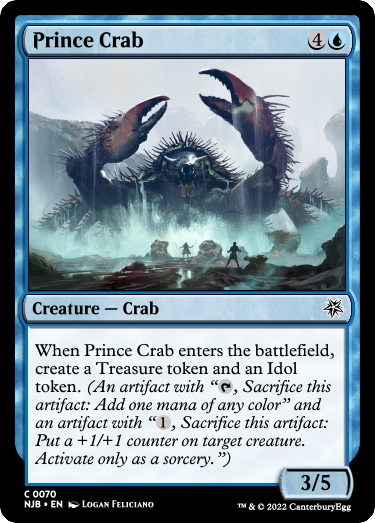 Prince Crab 4
Creature — Crab
When Prince Crab enters the battlefield,
create a Treasure token and an Idol
token. (An artifact with “, Sacrifice this
artifact: Add one mana of any color” and
an artifact with “1, Sacrifice this artifact:
Put a +1/+1 counter on target creature.
Activate only as a sorcery.”)
3/5
C 0070
NJB • EN Logan Feliciano
™ & © 2022 CanterburyEgg